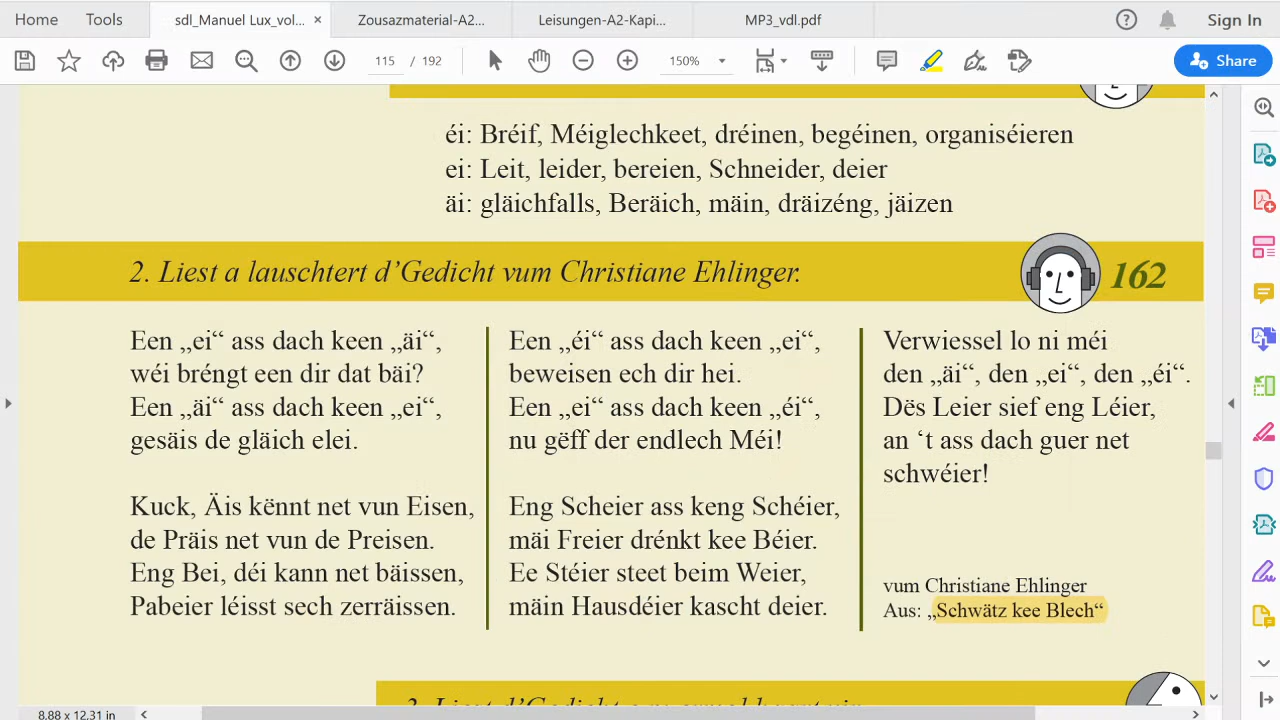 Home Tools sdl_Manuel Lux_vol... × Zousazmaterial-A2... Leisungen-A2-Kapi... MP3_vdl.pdf Sign In
115 / 192 150% Share
éi: Bréif, Méiglechkeet, dréinen, begéinen, organiséieren
ei: Leit, leider, bereien, Schneider, deier
äi: gläichfalls, Beräich, mäin, dräizéng, jäizen
2. Liest a lauschtert d’Gedicht vum Christiane Ehlinger.
162
Een „ei“ ass dach keen „äi“,
wéi bréngt een dir dat bäi?
Een „äi“ ass dach keen „ei“,
gesäis de gläich elei.
Kuck, Äis kënnt net vun Eisen,
de Präis net vun de Preisen.
Eng Bei, déi kann net bäissen,
Pabeier léisst sech zerräissen.
Een „éi“ ass dach keen „ei“,
beweisen ech dir hei.
Een „ei“ ass dach keen „éi“,
nu gëff der endlech Méi!
Eng Scheier ass keng Schéier,
mäi Freier drénkt kee Béier.
Ee Stéier steet beim Weier,
mäin Hausdéier kascht deier.
Verwiessel lo ni méi
den „äi“, den „ei“, den „éi“.
Dës Leier sief eng Léier,
an ‘t ass dach guer net
schwéier!
vum Christiane Ehlinger
Aus: „Schwätz kee Blech“
8.88 x 12.31 in